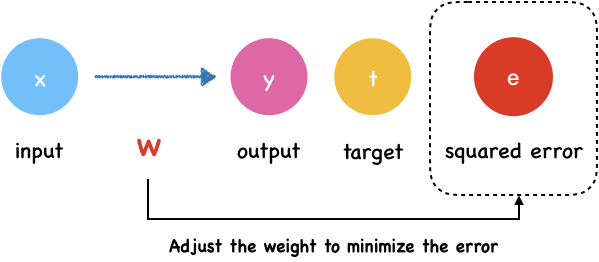 x y t e
input W output target squared error
Adjust the weight to minimize the error